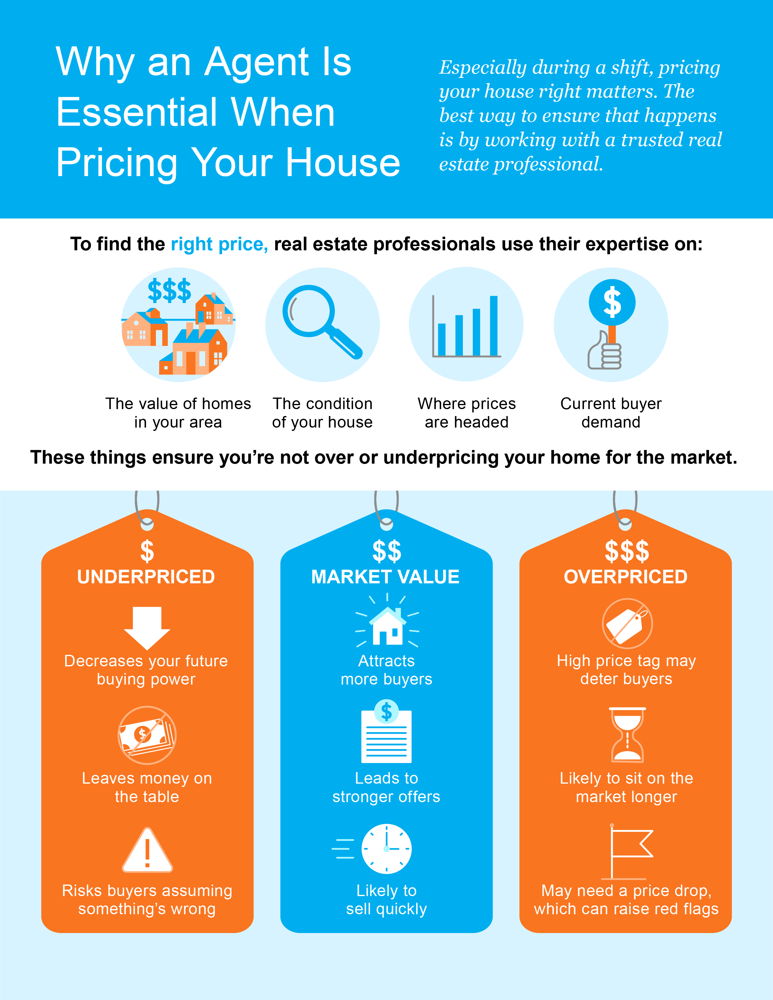 Why an Agent Is
Essential When
Pricing Your House
Especially during a shift, pricing
your house right matters. The
best way to ensure that happens
is by working with a trusted real
estate professional.
To find the right price, real estate professionals use their expertise on:
$$$
$
The value of homes
in your area
The condition
of your house
Where prices
are headed
Current buyer
demand
These things ensure you’re not over or underpricing your home for the market.
$
UNDERPRICED
Decreases your future
buying power
$
Leaves money on
the table
!
Risks buyers assuming
something’s wrong
$$
MARKET VALUE
Attracts
more buyers
$
Leads to
stronger offers
Likely to
sell quickly
$$$
OVERPRICED
High price tag may
deter buyers
Likely to sit on the
market longer
May need a price drop,
which can raise red flags